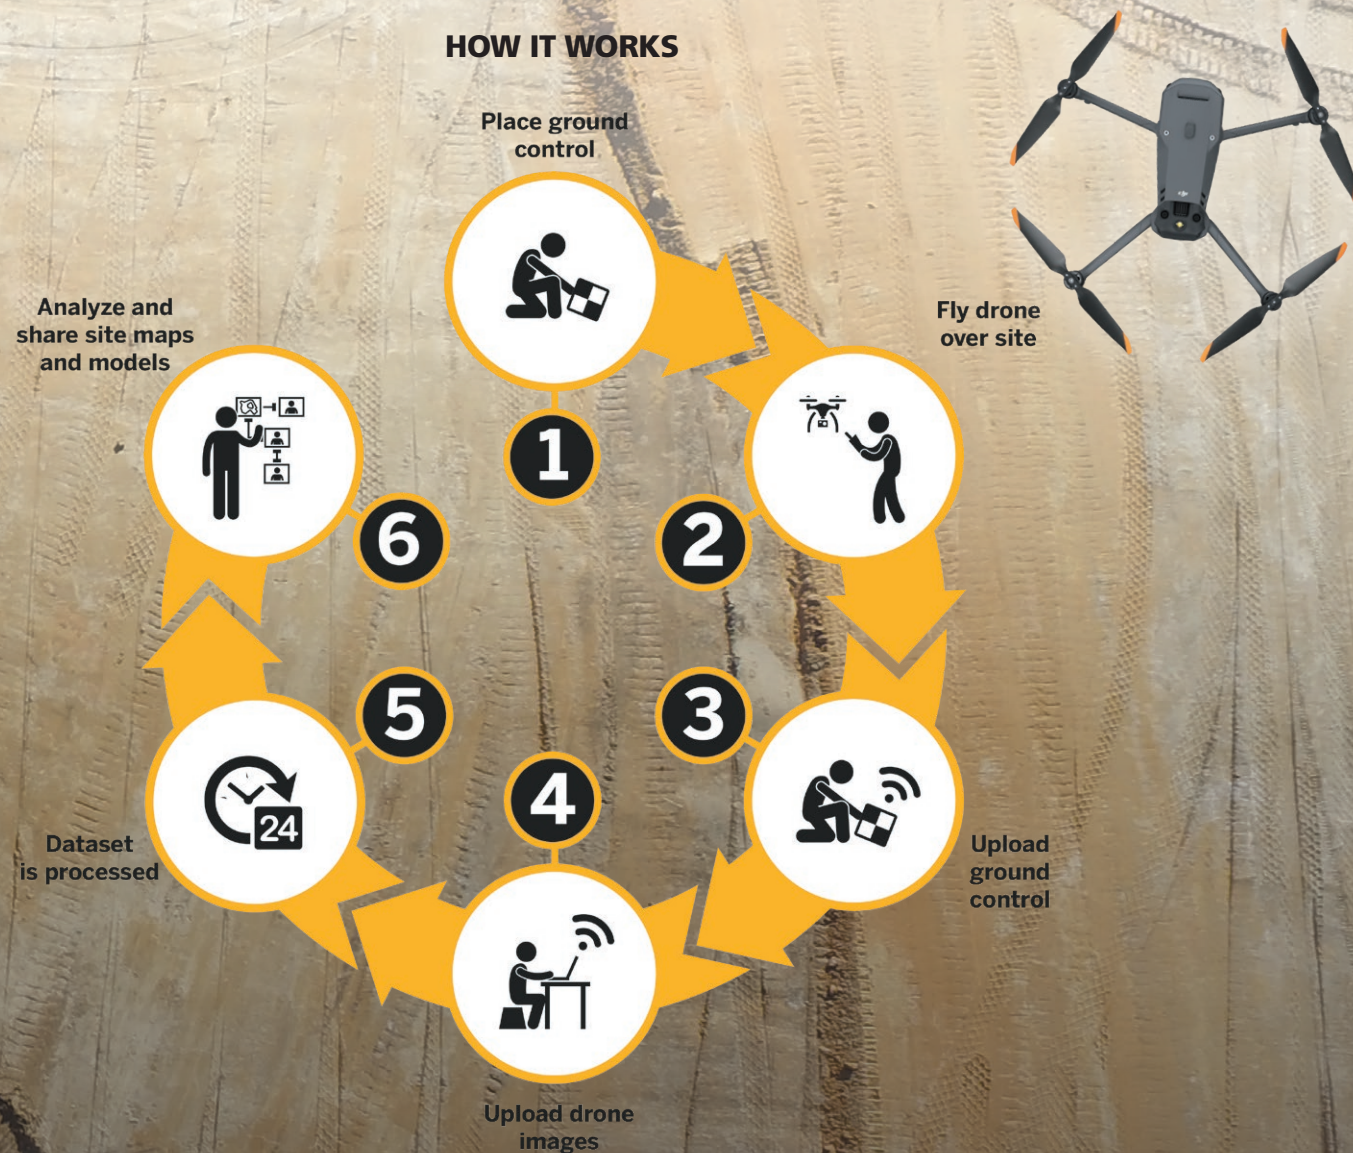 HOW IT WORKS
Place ground
control
1
Fly drone
over site
2
Upload
ground
control
3
Upload drone
images
4
Dataset
is processed
5
24
Analyze and
share site maps
and models
6